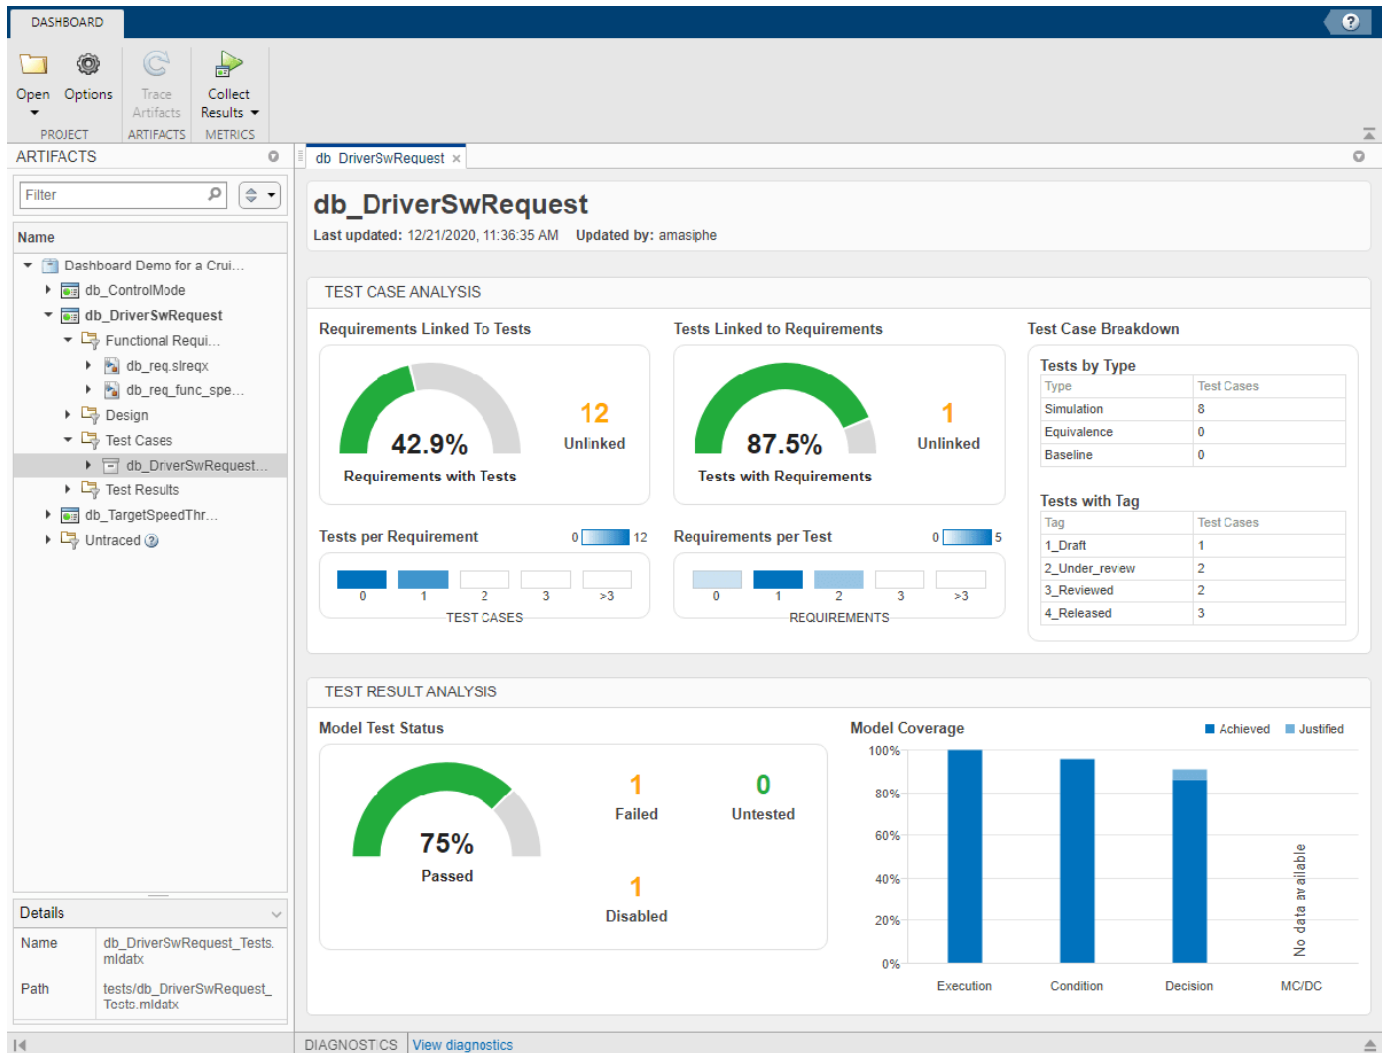 DASHBOARD
?
Open
Options
Trace Artifacts
Collect Results
PROJECT
ARTIFACTS
METRICS
ARTIFACTS
Filter
Name
Dashboard Demo for a Crui...
db_ControlMode
db_DriverSwRequest
Functional Requi...
db_req.slreqx
db_req_func_spe...
Design
Test Cases
db_DriverSwRequest...
Test Results
db_TargetSpeedThr...
Untraced ?
Details
Name
db_DriverSwRequest_Tests.
mldatx
Path
tests/db_DriverSwRequest_
Tests.mldatx
db_DriverSwRequest ×
db_DriverSwRequest
Last updated: 12/21/2020, 11:36:35 AM Updated by: amasiphe
TEST CASE ANALYSIS
Requirements Linked To Tests
42.9%
Requirements with Tests
12
Unlinked
Tests Linked to Requirements
87.5%
Tests with Requirements
1
Unlinked
Tests per Requirement
0 12
0 1 2 3 >3
TEST CASES
Requirements per Test
0 5
0 1 2 3 >3
REQUIREMENTS
Test Case Breakdown
Tests by Type
Type Test Cases
Simulation 8
Equivalence 0
Baseline 0
Tests with Tag
Tag Test Cases
1_Draft 1
2_Under_review 2
3_Reviewed 2
4_Released 3
TEST RESULT ANALYSIS
Model Test Status
75%
Passed
1
Failed
0
Untested
1
Disabled
Model Coverage
Achieved Justified
100%
80%
60%
40%
20%
0%
No data available
Execution Condition Decision MC/DC
DIAGNOSTICS View diagnostics